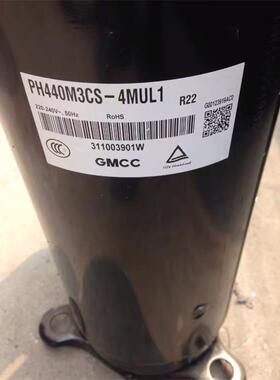 PH440M3CS-4MUL1
R22
220-240V~, 50Hz
RoHS
311003901W
GMCC